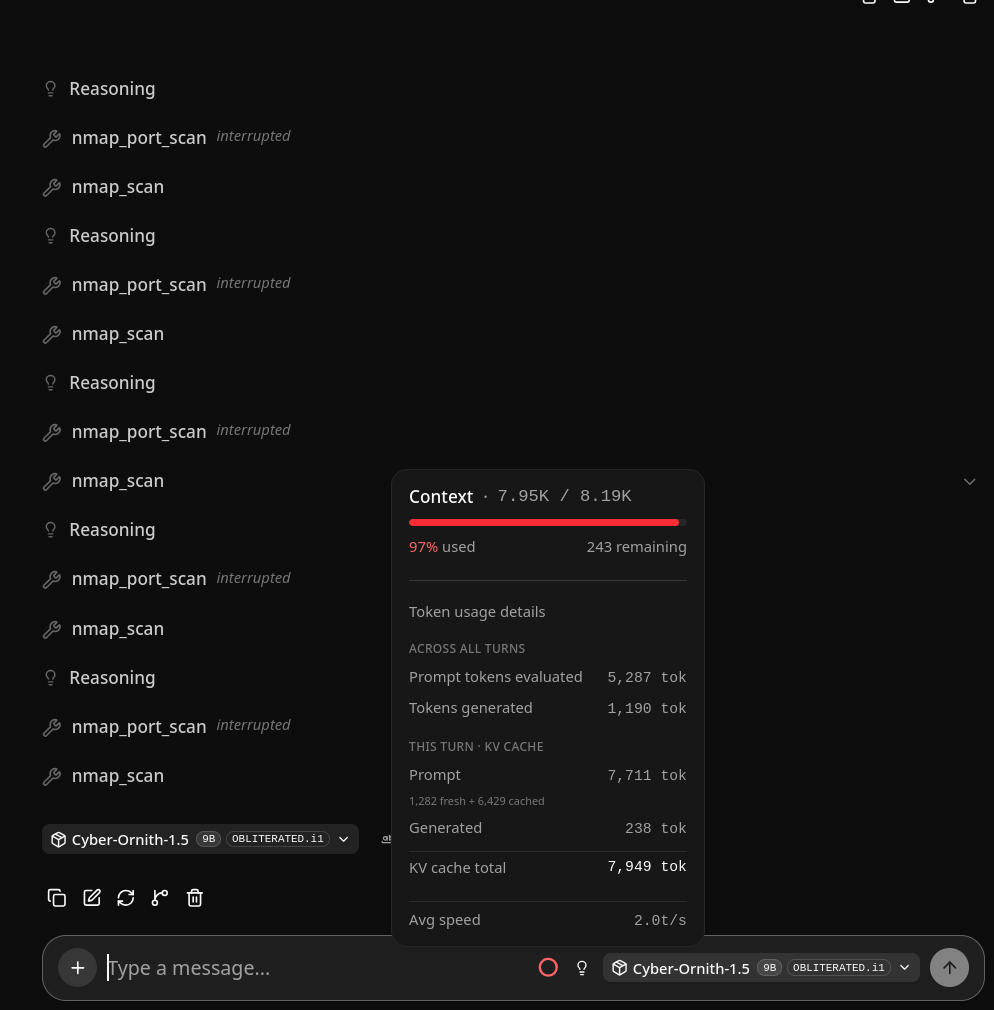 Reasoning
nmap_port_scan interrupted
nmap_scan
Reasoning
nmap_port_scan interrupted
nmap_scan
Reasoning
nmap_port_scan interrupted
nmap_scan
Reasoning
nmap_port_scan interrupted
nmap_scan
Reasoning
nmap_port_scan interrupted
nmap_scan
Context · 7.95K / 8.19K
97% used 243 remaining
Token usage details
ACROSS ALL TURNS
Prompt tokens evaluated 5,287 tok
Tokens generated 1,190 tok
THIS TURN · KV CACHE
Prompt 7,711 tok
1,282 fresh + 6,429 cached
Generated 238 tok
KV cache total 7,949 tok
Avg speed 2.0t/s
Cyber-Ornith-1.5 9B OBLITERATED.i1
Type a message... Cyber-Ornith-1.5 9B OBLITERATED.i1